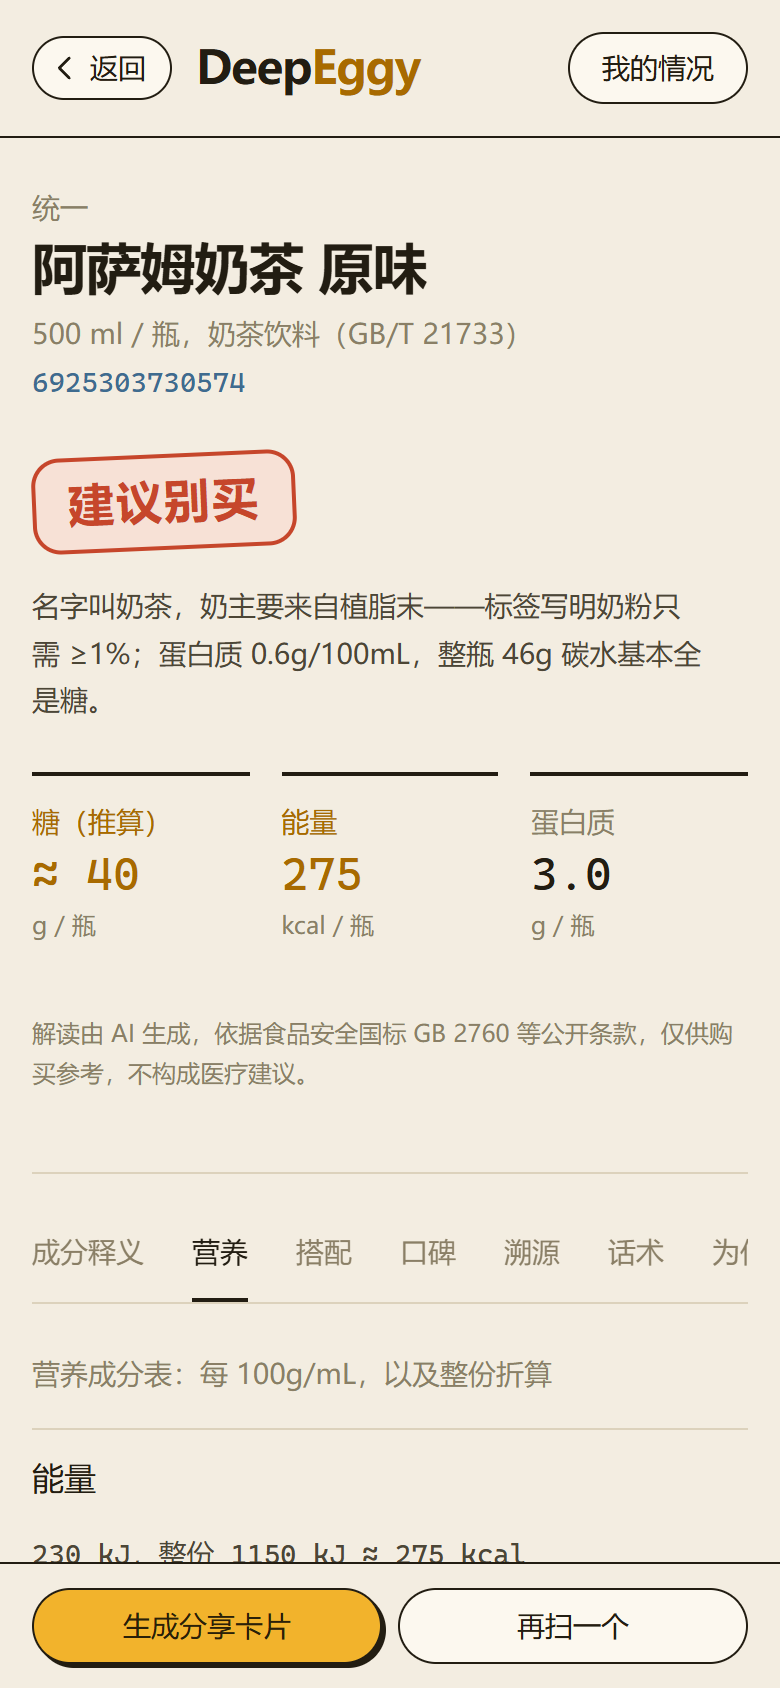 返回
DeepEggy
我的情况
统一
阿萨姆奶茶 原味
500 ml / 瓶，奶茶饮料（GB/T 21733）
6925303730574
建议别买
名字叫奶茶，奶主要来自植脂末——标签写明奶粉只
需 ≥1%；蛋白质 0.6g/100mL，整瓶 46g 碳水基本全
是糖。
糖（推算）
≈ 40
g / 瓶
能量
275
kcal / 瓶
蛋白质
3.0
g / 瓶
解读由 AI 生成，依据食品安全国标 GB 2760 等公开条款，仅供购
买参考，不构成医疗建议。
成分释义 营养 搭配 口碑 溯源 话术 为
营养成分表：每 100g/mL，以及整份折算
能量
230 kJ，整份 1150 kJ ≈ 275 kcal
生成分享卡片
再扫一个